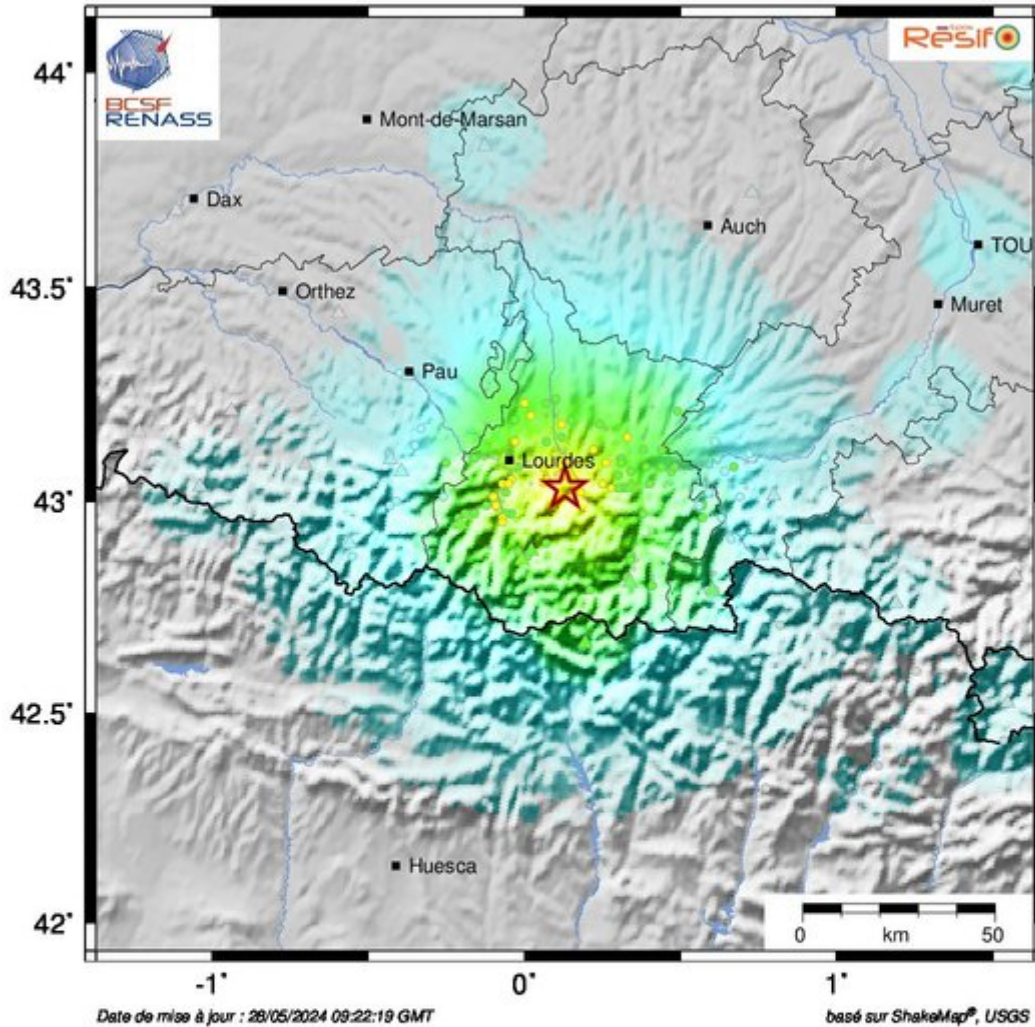 BCSF
RENASS
Résif
44˚
43.5˚
43˚
42.5˚
42˚
Mont-de-Marsan
Dax
Auch
TOU
Orthez
Muret
Pau
Lourdes
Huesca
0 km 50
-1˚ 0˚ 1˚
Date de mise à jour : 28/05/2024 09:22:19 GMT
basé sur ShakeMap®, USGS